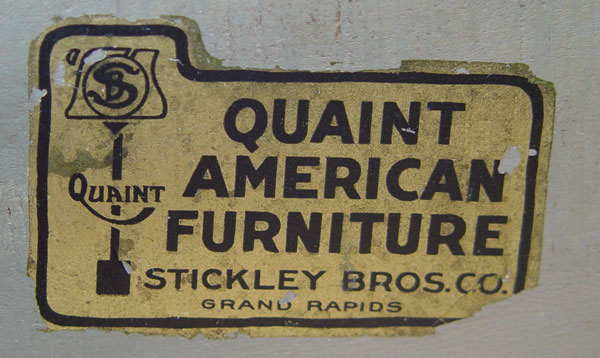 SB
QUAINT
QUAINT
AMERICAN
FURNITURE
STICKLEY BROS. CO.
GRAND RAPIDS